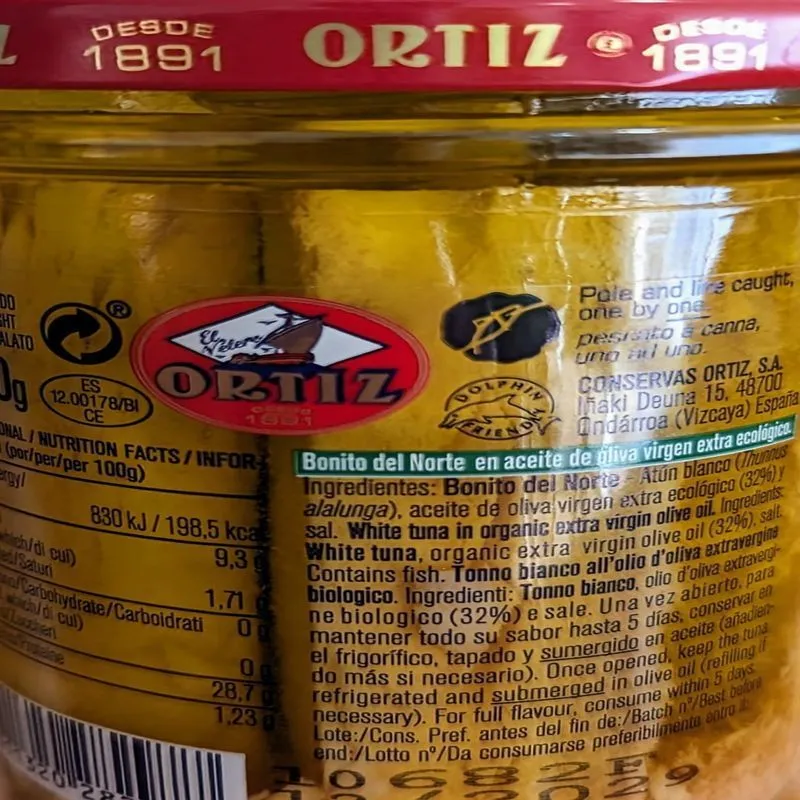 DESDE 1891 ORTIZ DESDE 1891
ALATO
ES
12.00178/BI
CE
El Velero
ORTIZ
DESDE
1891
DOLPHIN
FRIENDLY
Pole and line caught,
one by one.
pescato a canna,
uno ad uno.
CONSERVAS ORTIZ, S.A.
Iñaki Deuna 15, 48700
Ondárroa (Vizcaya) España
NUTRITION FACTS / INFOR-
(por/per/per 100g)
830 kJ / 198,5 kca
9,3
1,71
Carbohydrate/Carboidrati
0 g
0
28,7
1,23
Bonito del Norte en aceite de oliva virgen extra ecológico.
Ingredientes: Bonito del Norte - Atún blanco (Thunnus
alalunga), aceite de oliva virgen extra ecológico (32%) y
sal. White tuna in organic extra virgin olive oil. Ingredients:
White tuna, organic extra virgin olive oil (32%), salt.
Contains fish. Tonno bianco all'olio d'oliva extravergine
biologico. Ingredienti: Tonno bianco, olio d'oliva extravergi-
ne biologico (32%) e sale. Una vez abierto, para
mantener todo su sabor hasta 5 días, conservar en
el frigorífico, tapado y sumergido en aceite (añadien-
do más si necesario). Once opened, keep the tuna
refrigerated and submerged in olive oil (refilling if
necessary). For full flavour, consume within 5 days.
Lote:/Cons. Pref. antes del fin de:/Batch nº/Best before
end:/Lotto nº/Da consumarse preferibilmente entro il: